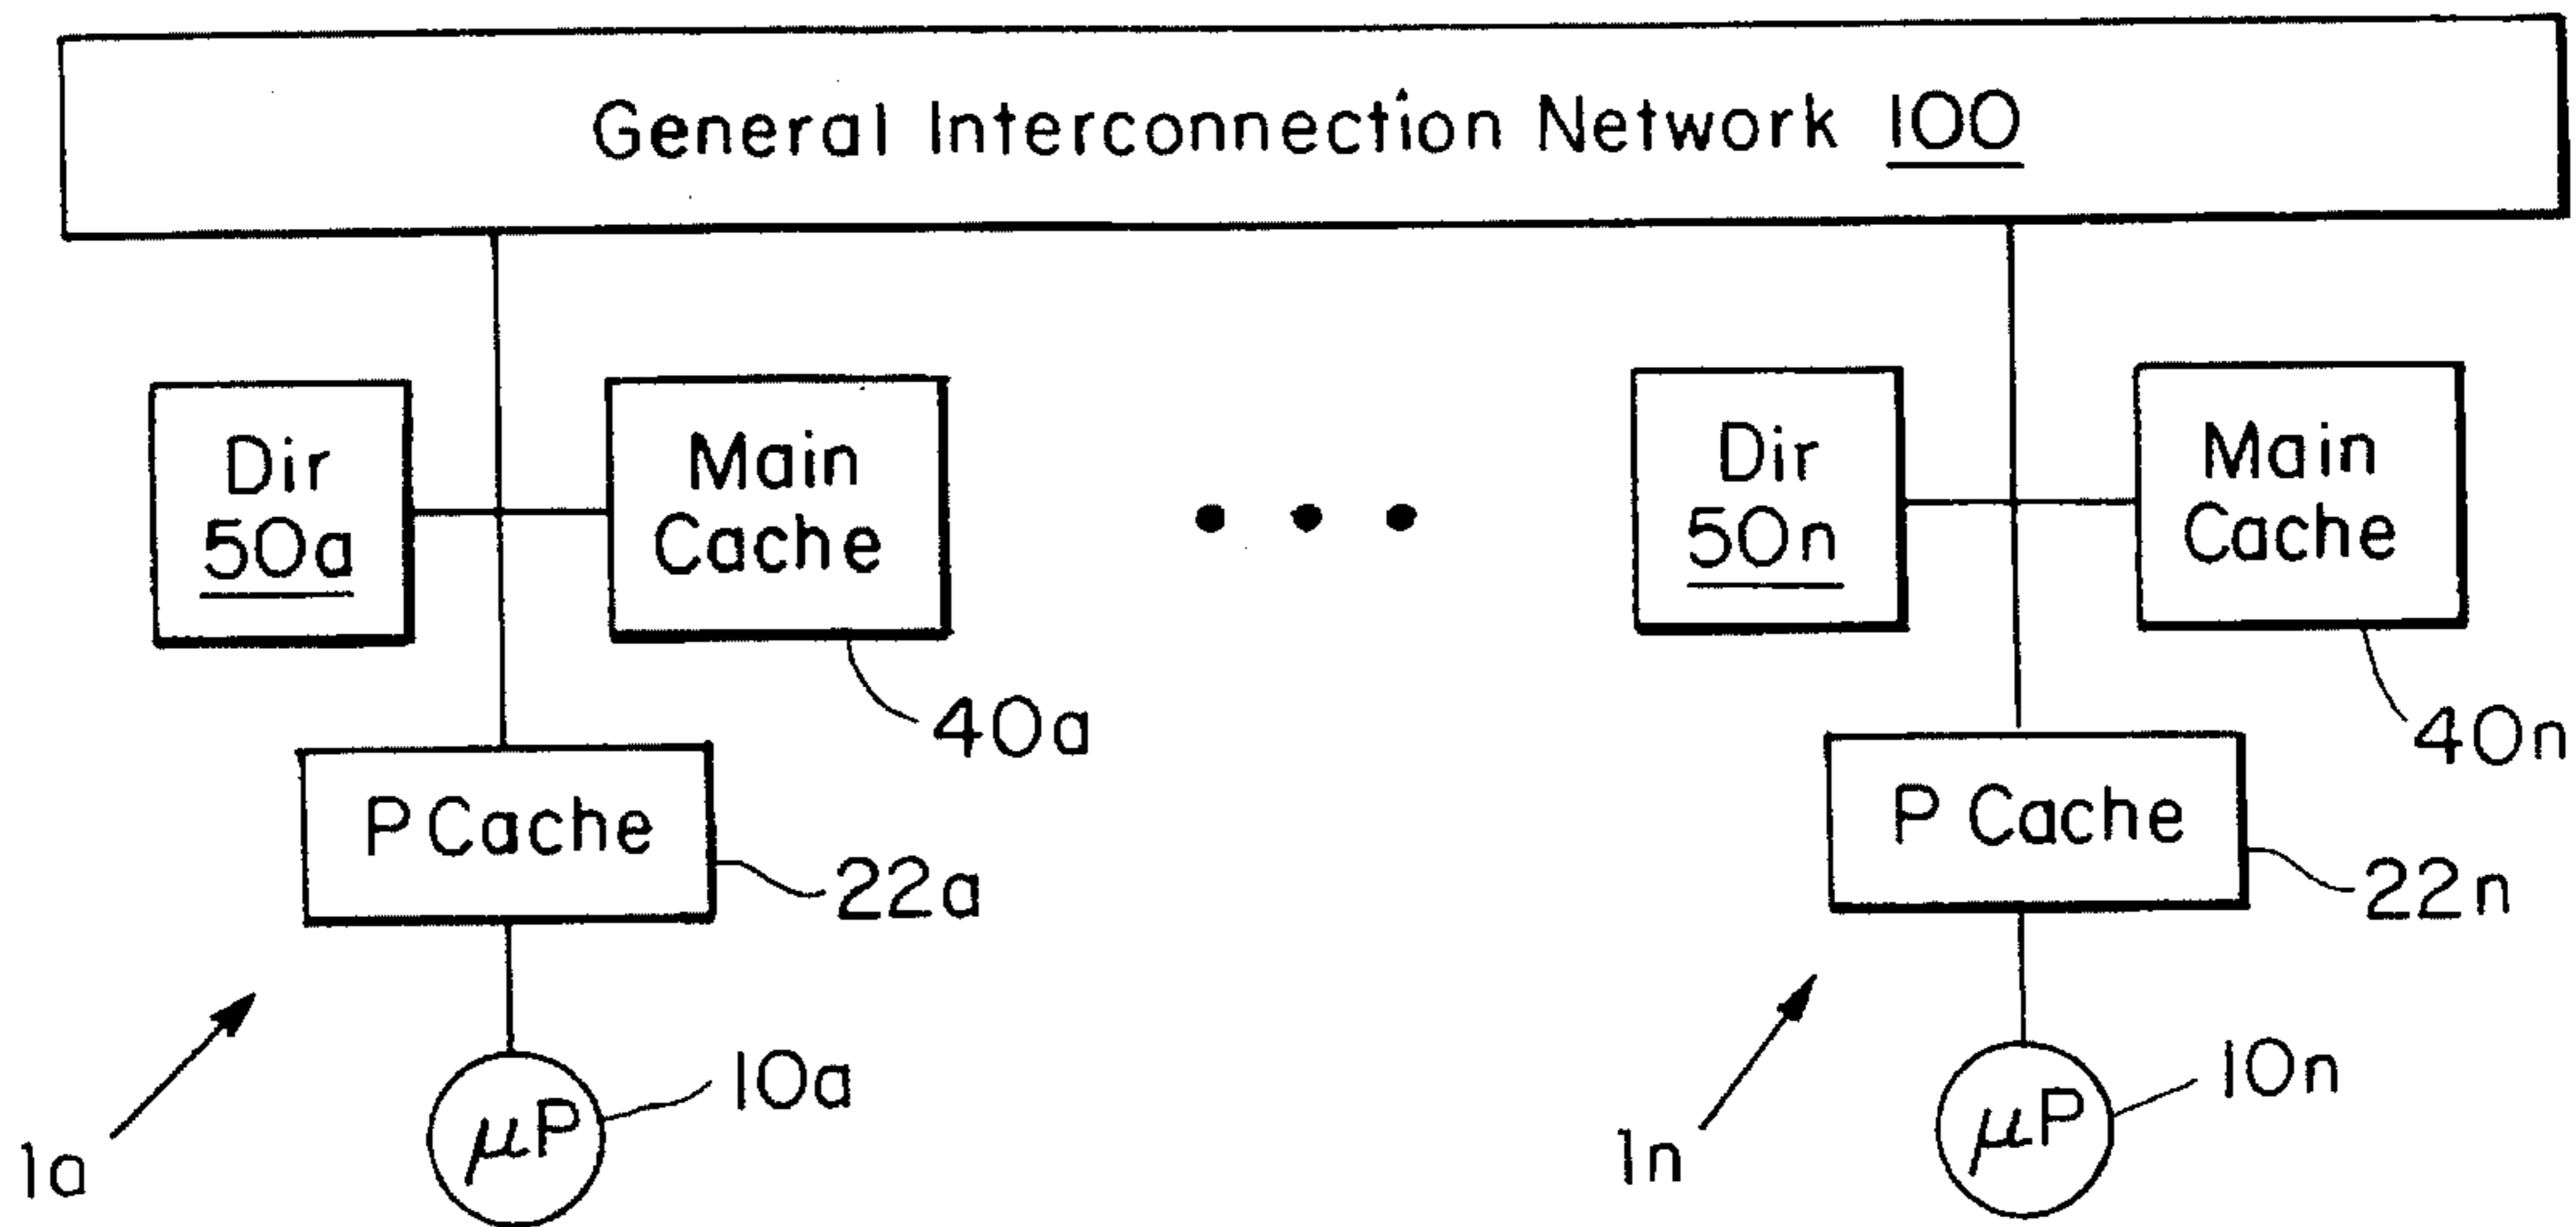 General Interconnection Network 100
Dir
50a
Main
Cache
40a
P Cache
22a
μP
10a
1a
Dir
50n
Main
Cache
40n
P Cache
22n
μP
10n
1n